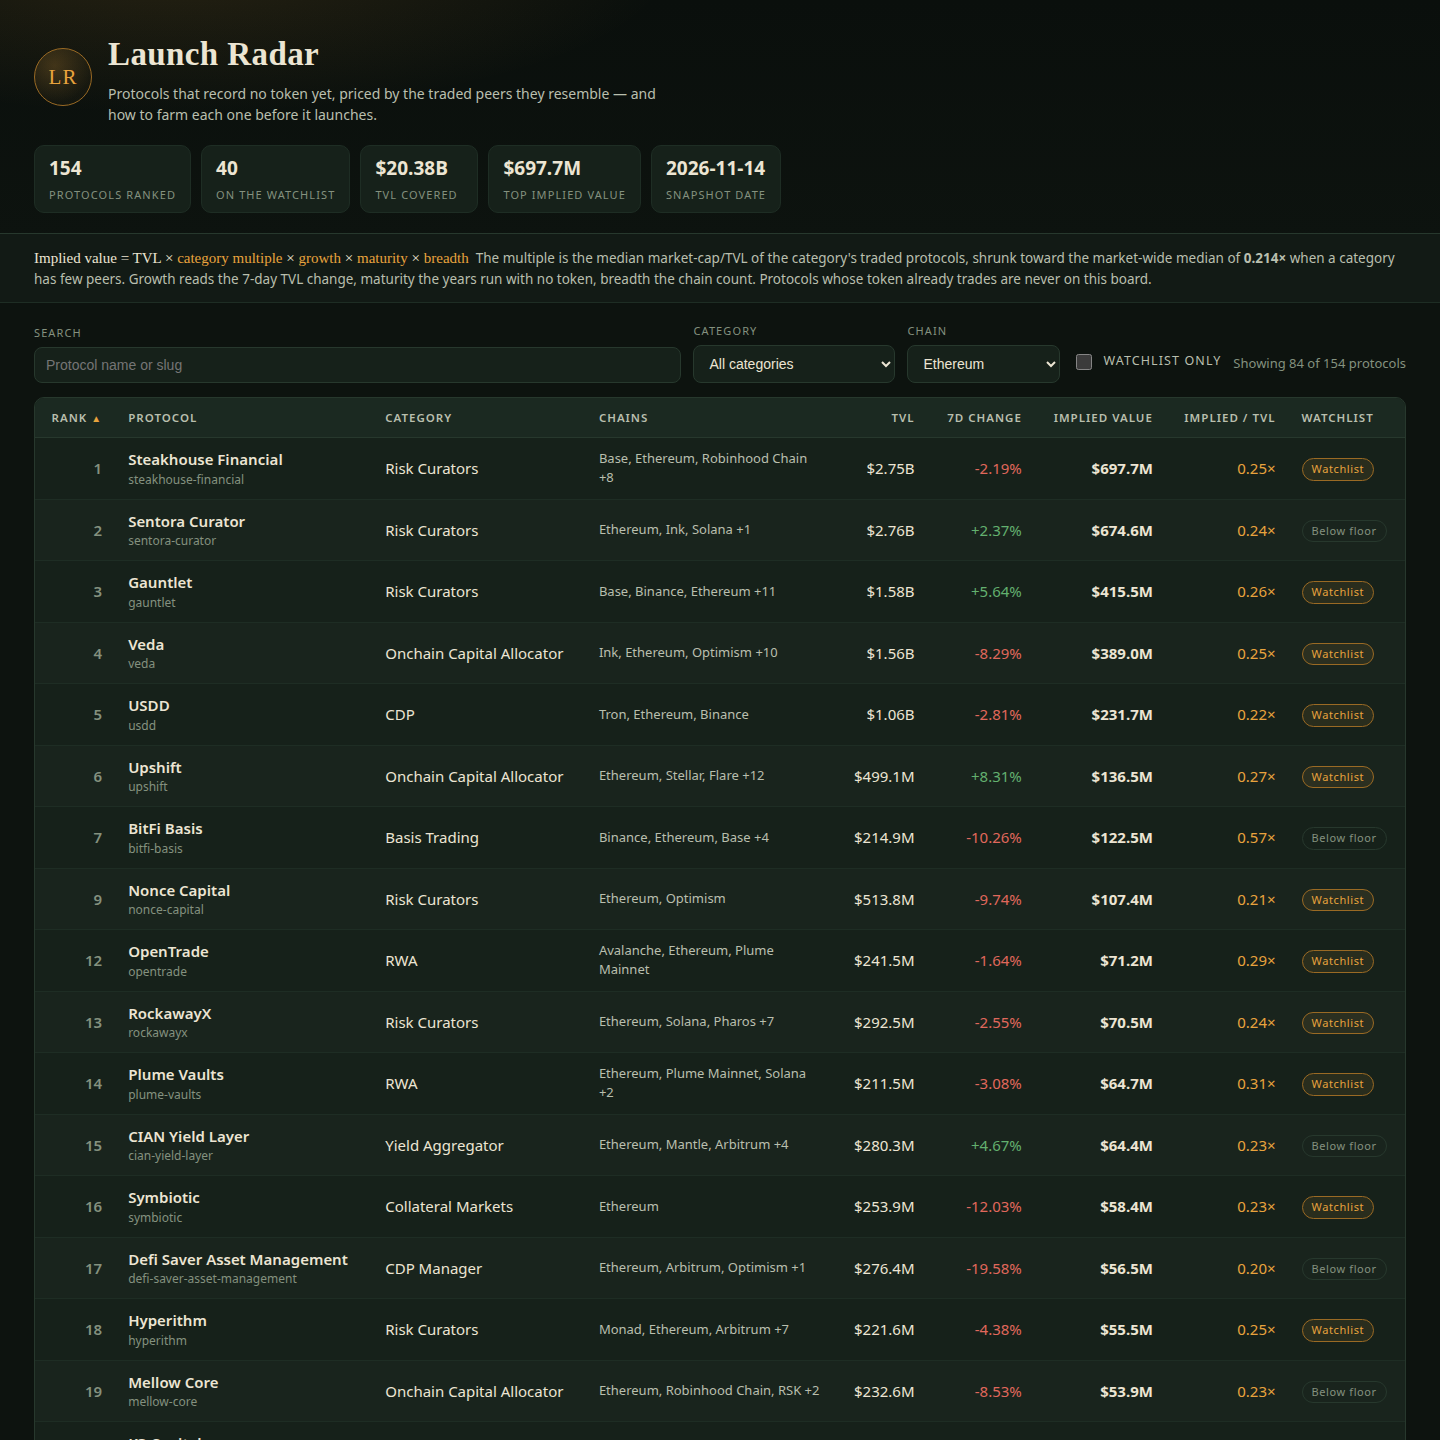 LR
Launch Radar
Protocols that record no token yet, priced by the traded peers they resemble — and
how to farm each one before it launches.
154
PROTOCOLS RANKED
40
ON THE WATCHLIST
$20.38B
TVL COVERED
$697.7M
TOP IMPLIED VALUE
2026-11-14
SNAPSHOT DATE
Implied value = TVL × category multiple × growth × maturity × breadth The multiple is the median market-cap/TVL of the category's traded protocols, shrunk toward the market-wide median of 0.214× when a category
has few peers. Growth reads the 7-day TVL change, maturity the years run with no token, breadth the chain count. Protocols whose token already trades are never on this board.
SEARCH
Protocol name or slug
CATEGORY
All categories
CHAIN
Ethereum
WATCHLIST ONLY
Showing 84 of 154 protocols
RANK ▲ PROTOCOL CATEGORY CHAINS TVL 7D CHANGE IMPLIED VALUE IMPLIED / TVL WATCHLIST
1 Steakhouse Financial steakhouse-financial Risk Curators Base, Ethereum, Robinhood Chain +8 $2.75B -2.19% $697.7M 0.25× Watchlist
2 Sentora Curator sentora-curator Risk Curators Ethereum, Ink, Solana +1 $2.76B +2.37% $674.6M 0.24× Below floor
3 Gauntlet gauntlet Risk Curators Base, Binance, Ethereum +11 $1.58B +5.64% $415.5M 0.26× Watchlist
4 Veda veda Onchain Capital Allocator Ink, Ethereum, Optimism +10 $1.56B -8.29% $389.0M 0.25× Watchlist
5 USDD usdd CDP Tron, Ethereum, Binance $1.06B -2.81% $231.7M 0.22× Watchlist
6 Upshift upshift Onchain Capital Allocator Ethereum, Stellar, Flare +12 $499.1M +8.31% $136.5M 0.27× Watchlist
7 BitFi Basis bitfi-basis Basis Trading Binance, Ethereum, Base +4 $214.9M -10.26% $122.5M 0.57× Below floor
9 Nonce Capital nonce-capital Risk Curators Ethereum, Optimism $513.8M -9.74% $107.4M 0.21× Watchlist
12 OpenTrade opentrade RWA Avalanche, Ethereum, Plume Mainnet $241.5M -1.64% $71.2M 0.29× Watchlist
13 RockawayX rockawayx Risk Curators Ethereum, Solana, Pharos +7 $292.5M -2.55% $70.5M 0.24× Watchlist
14 Plume Vaults plume-vaults RWA Ethereum, Plume Mainnet, Solana +2 $211.5M -3.08% $64.7M 0.31× Watchlist
15 CIAN Yield Layer cian-yield-layer Yield Aggregator Ethereum, Mantle, Arbitrum +4 $280.3M +4.67% $64.4M 0.23× Below floor
16 Symbiotic symbiotic Collateral Markets Ethereum $253.9M -12.03% $58.4M 0.23× Watchlist
17 Defi Saver Asset Management defi-saver-asset-management CDP Manager Ethereum, Arbitrum, Optimism +1 $276.4M -19.58% $56.5M 0.20× Below floor
18 Hyperithm hyperithm Risk Curators Monad, Ethereum, Arbitrum +7 $221.6M -4.38% $55.5M 0.25× Watchlist
19 Mellow Core mellow-core Onchain Capital Allocator Ethereum, Robinhood Chain, RSK +2 $232.6M -8.53% $53.9M 0.23× Below floor